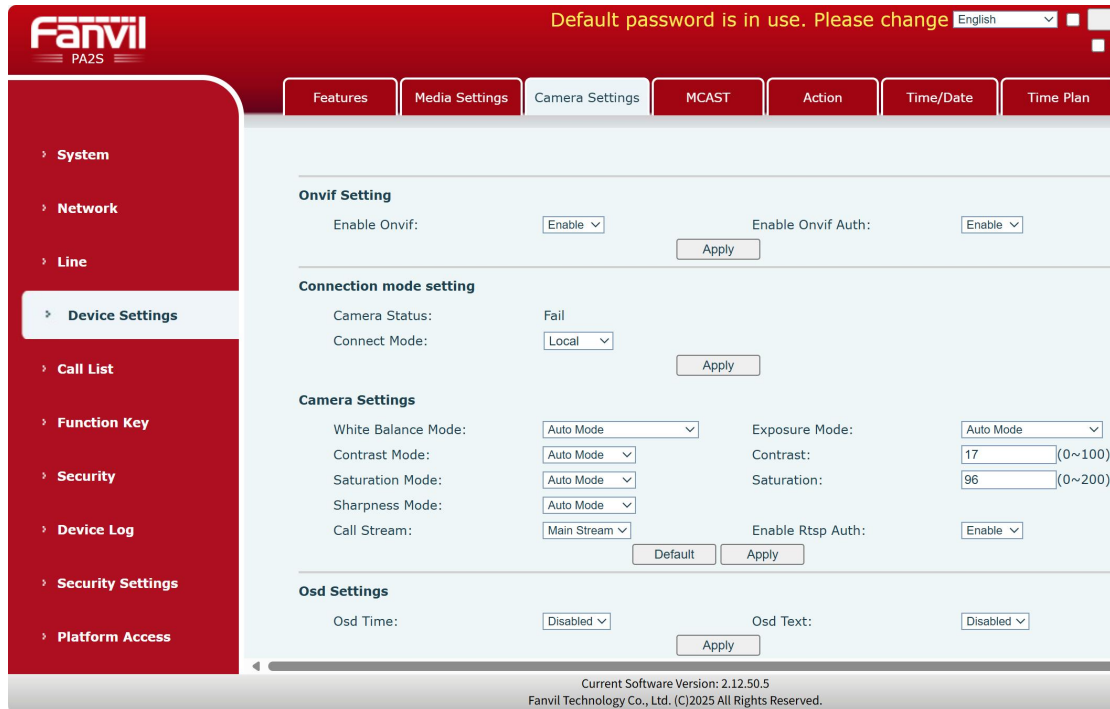 Fanvil
PA2S
Default password is in use. Please change English
Features Media Settings Camera Settings MCAST Action Time/Date Time Plan
System
Network
Line
Device Settings
Call List
Function Key
Security
Device Log
Security Settings
Platform Access
Onvif Setting
Enable Onvif: Enable Enable Onvif Auth: Enable
Apply
Connection mode setting
Camera Status: Fail
Connect Mode: Local
Apply
Camera Settings
White Balance Mode: Auto Mode Exposure Mode: Auto Mode
Contrast Mode: Auto Mode Contrast: 17 (0~100)
Saturation Mode: Auto Mode Saturation: 96 (0~200)
Sharpness Mode: Auto Mode
Call Stream: Main Stream Enable Rtsp Auth: Enable
Default Apply
Osd Settings
Osd Time: Disabled Osd Text: Disabled
Apply
Current Software Version: 2.12.50.5
Fanvil Technology Co., Ltd. (C)2025 All Rights Reserved.